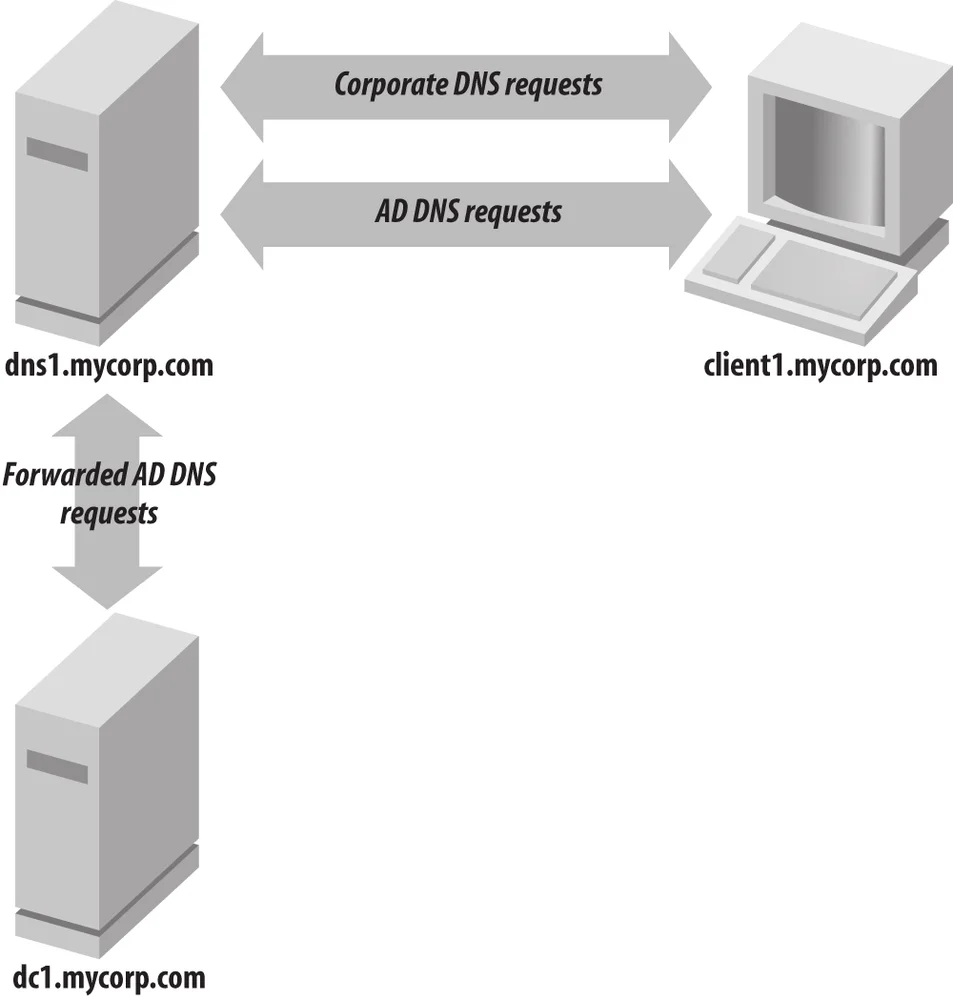 Corporate DNS requests
AD DNS requests
dns1.mycorp.com
client1.mycorp.com
Forwarded AD DNS
requests
dc1.mycorp.com